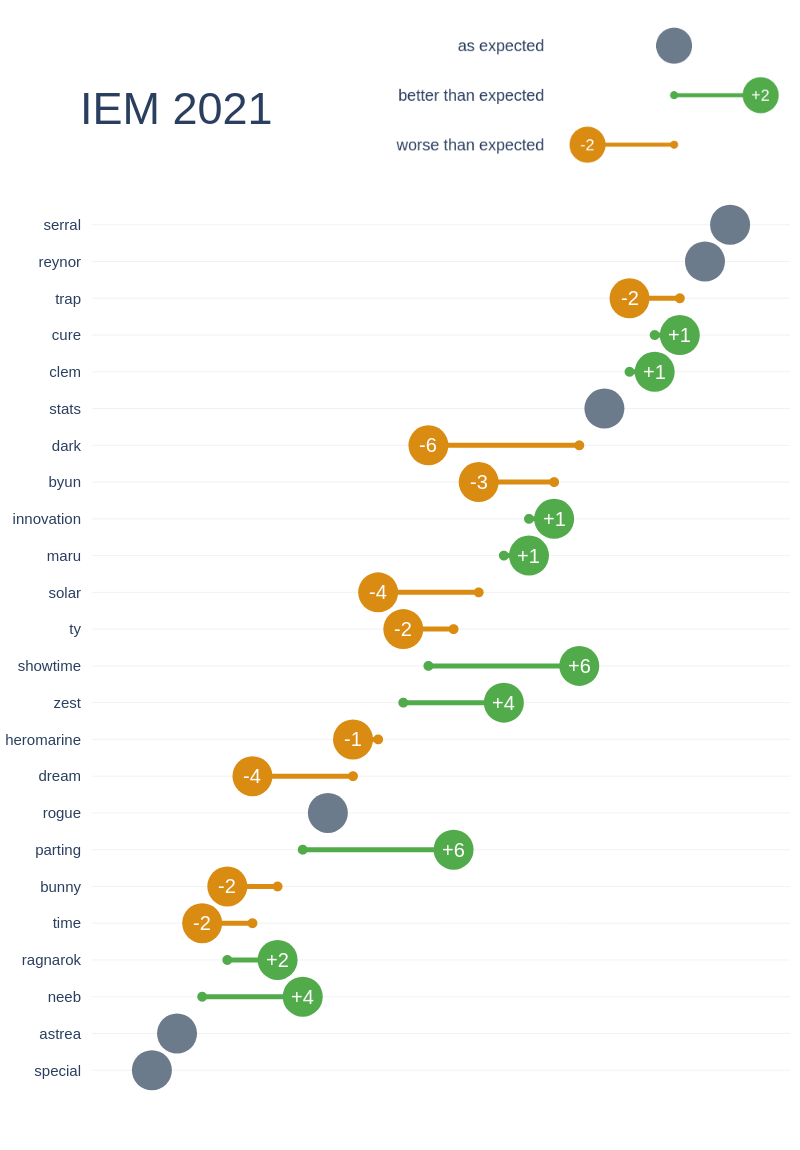 as expected
IEM 2021
better than expected +2
worse than expected -2
serral
reynor
trap -2
cure +1
clem +1
stats
dark -6
byun -3
innovation +1
maru +1
solar -4
ty -2
showtime +6
zest +4
heromarine -1
dream -4
rogue
parting +6
bunny -2
time -2
ragnarok +2
neeb +4
astrea
special